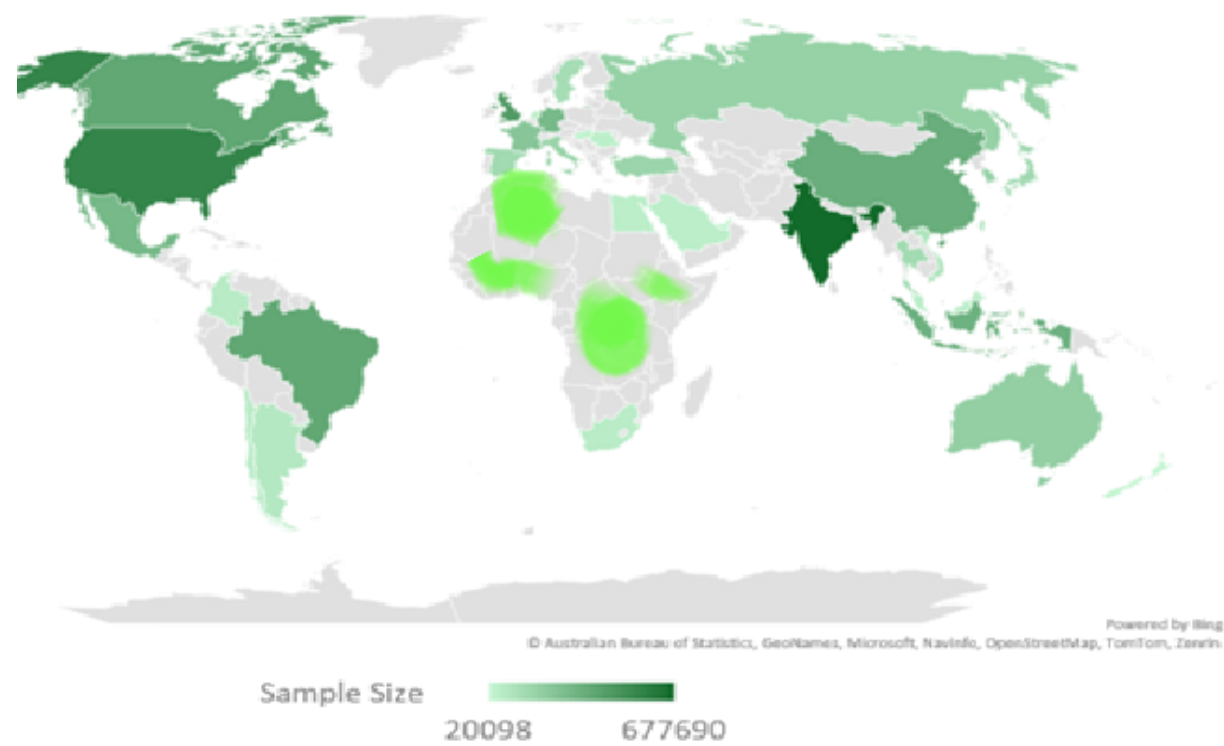 Powered by Bing
© Australian Bureau of Statistics, GeoNames, Microsoft, Navinfo, OpenStreetMap, TomTom, Zenrin
Sample Size
20098 677690